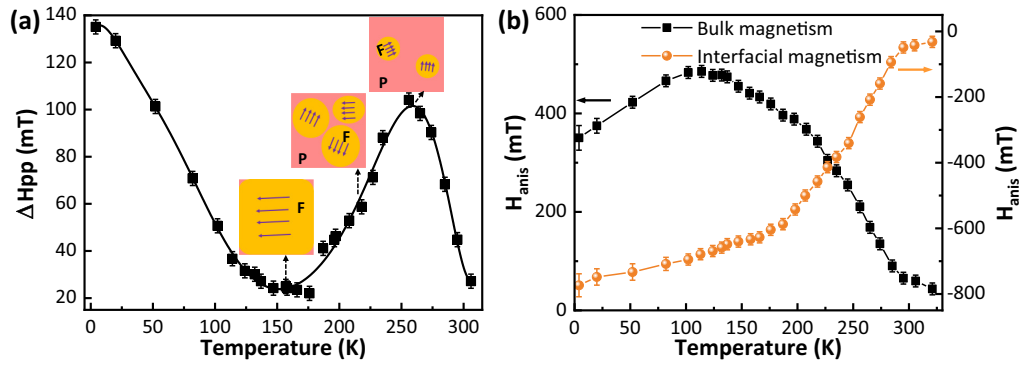 (a)
140
120
100
80
60
40
20
ΔHpp (mT)
0
50
100
150
200
250
300
Temperature (K)
F
P
F
P
F
(b)
600
400
200
0
H_anis (mT)
Bulk magnetism
Interfacial magnetism
0
-200
-400
-600
-800
H_anis (mT)
0
50
100
150
200
250
300
Temperature (K)